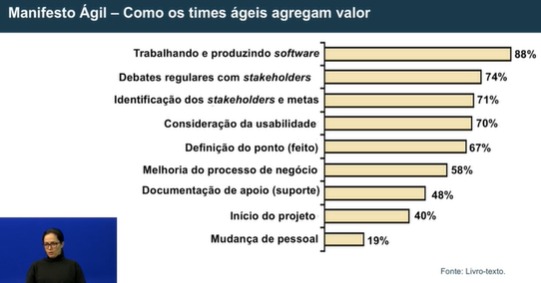 Manifesto Ágil – Como os times ágeis agregam valor
Trabalhando e produzindo software 88%
Debates regulares com stakeholders 74%
Identificação dos stakeholders e metas 71%
Consideração da usabilidade 70%
Definição do ponto (feito) 67%
Melhoria do processo de negócio 58%
Documentação de apoio (suporte) 48%
Início do projeto 40%
Mudança de pessoal 19%
Fonte: Livro-texto.